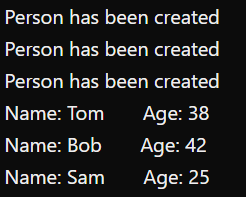 Person has been created
Person has been created
Person has been created
Name: Tom	Age: 38
Name: Bob	Age: 42
Name: Sam	Age: 25